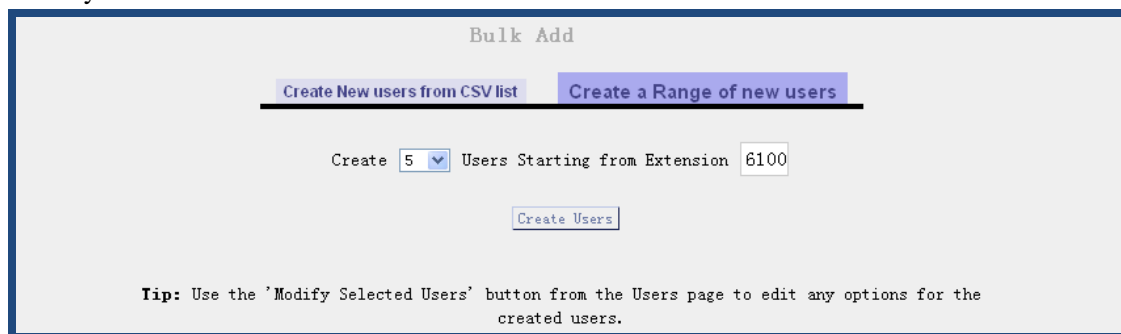 Bulk Add
Create New users from CSV list Create a Range of new users
Create 5 Users Starting from Extension 6100
Create Users
Tip: Use the 'Modify Selected Users' button from the Users page to edit any options for the
created users.